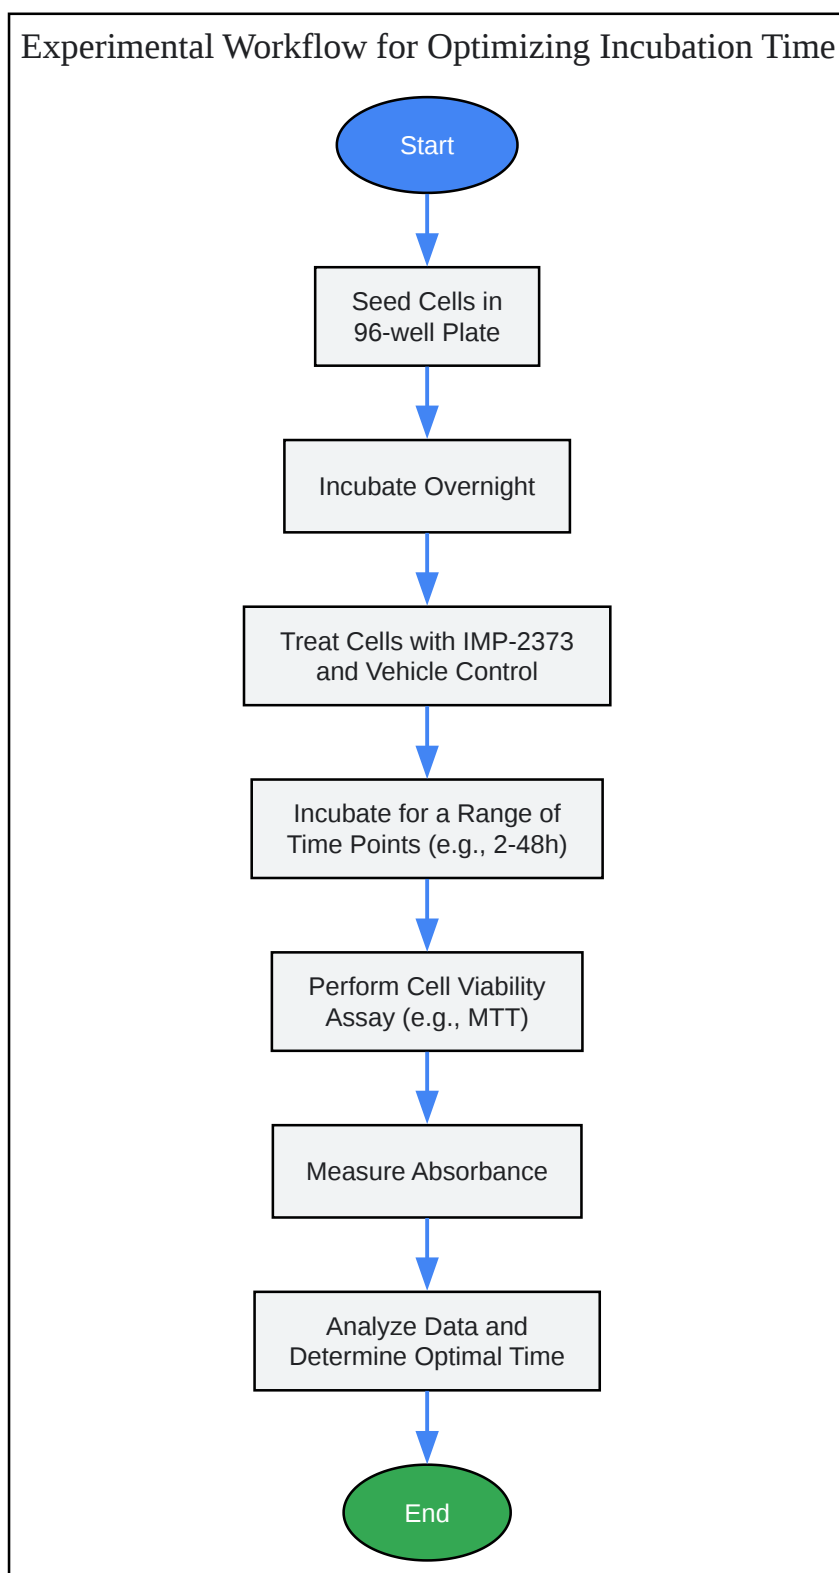 Experimental Workflow for Optimizing Incubation Time
Start
Seed Cells in
96-well Plate
Incubate Overnight
Treat Cells with IMP-2373
and Vehicle Control
Incubate for a Range of
Time Points (e.g., 2-48h)
Perform Cell Viability
Assay (e.g., MTT)
Measure Absorbance
Analyze Data and
Determine Optimal Time
End